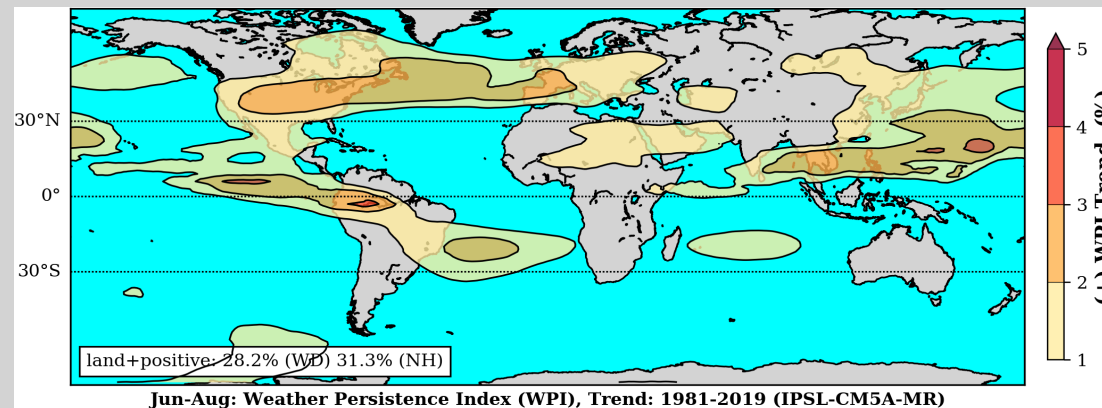 5
4
3
2
1
30°N
0°
30°S
land+positive: 28.2% (WD) 31.3% (NH)
Jun-Aug: Weather Persistence Index (WPI), Trend: 1981-2019 (IPSL-CM5A-MR)